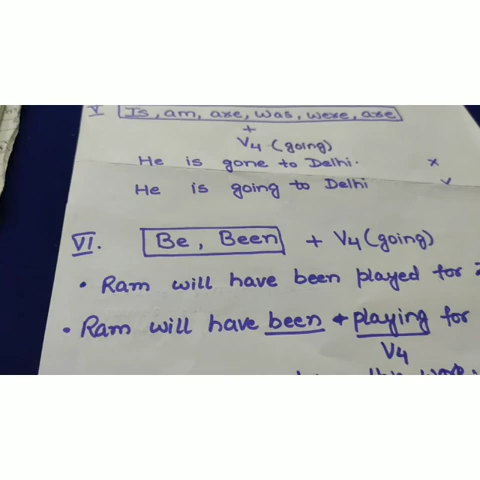 V Is, am, are, was, were, are
+
V4 (going)
He is gone to Delhi. x
He is going to Delhi ✓
VI. Be, Been + V4 (going)
• Ram will have been played for
• Ram will have been + playing for
V4